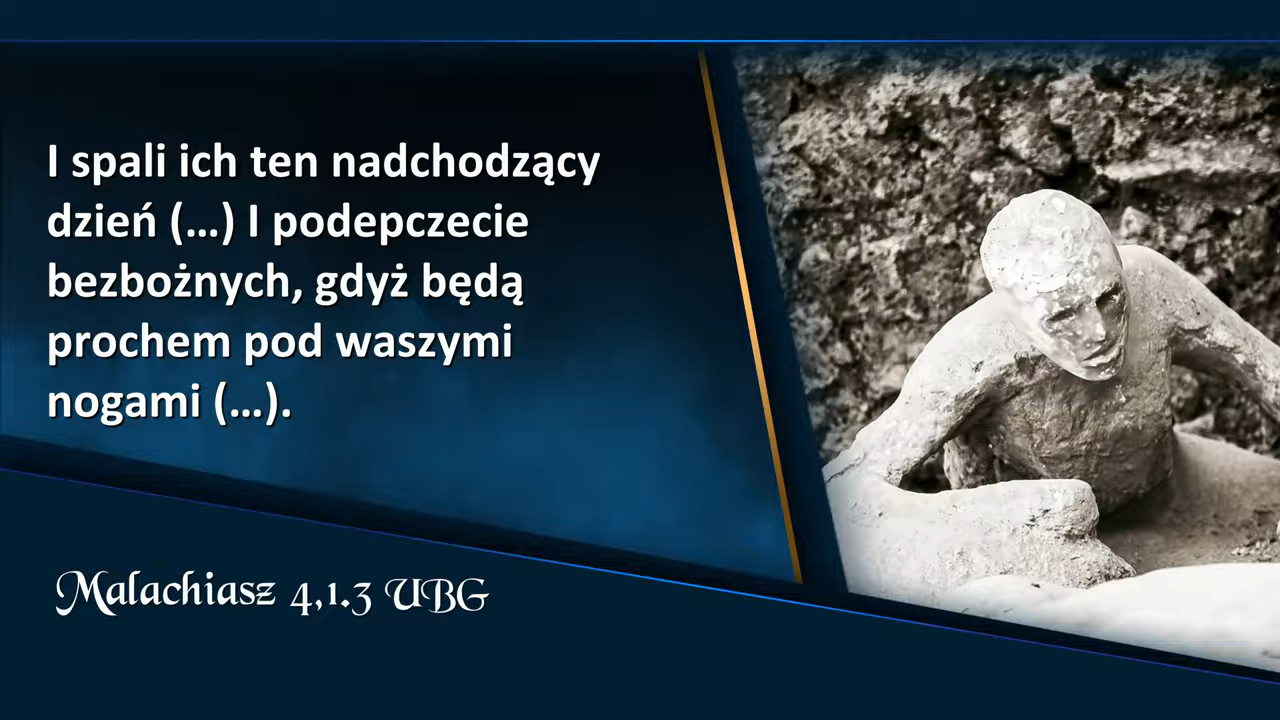 I spali ich ten nadchodzący
dzień (...) I podepczecie
bezbożnych, gdyż będą
prochem pod waszymi
nogami (...).
Malachiasz 4,1.3 UBG